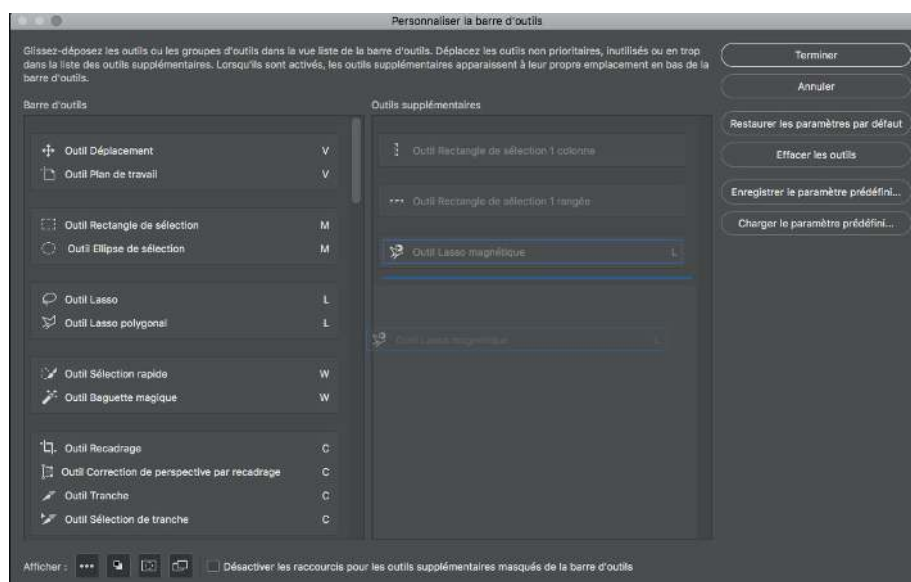 Personnaliser la barre d'outils
Glissez-déposez les outils ou les groupes d'outils dans la vue liste de la barre d'outils. Déplacez les outils non prioritaires, inutilisés ou en trop
dans la liste des outils supplémentaires. Lorsqu'ils sont activés, les outils supplémentaires apparaissent à leur propre emplacement en bas de la
barre d'outils.
Terminer
Annuler
Restaurer les paramètres par défaut
Effacer les outils
Enregistrer le paramètre prédéfini...
Charger le paramètre prédéfini...
Barre d'outils
Outil Déplacement V
Outil Plan de travail V
Outil Rectangle de sélection M
Outil Ellipse de sélection M
Outil Lasso L
Outil Lasso polygonal L
Outil Sélection rapide W
Outil Baguette magique W
Outil Recadrage C
Outil Correction de perspective par recadrage C
Outil Tranche C
Outil Sélection de tranche C
Outils supplémentaires
Outil Rectangle de sélection 1 colonne
Outil Rectangle de sélection 1 rangée
Outil Lasso magnétique L
Outil Lasso magnétique L
Afficher :
Désactiver les raccourcis pour les outils supplémentaires masqués de la barre d'outils